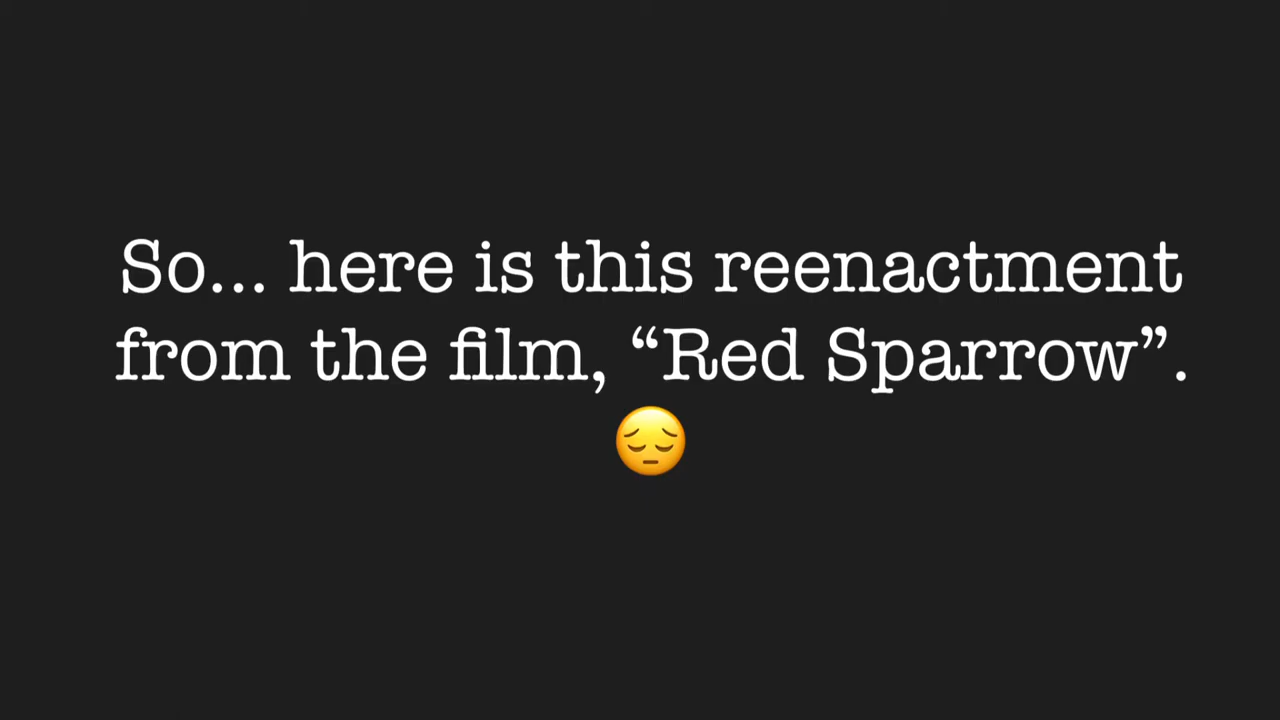 So... here is this reenactment
from the film, “Red Sparrow”.
😔